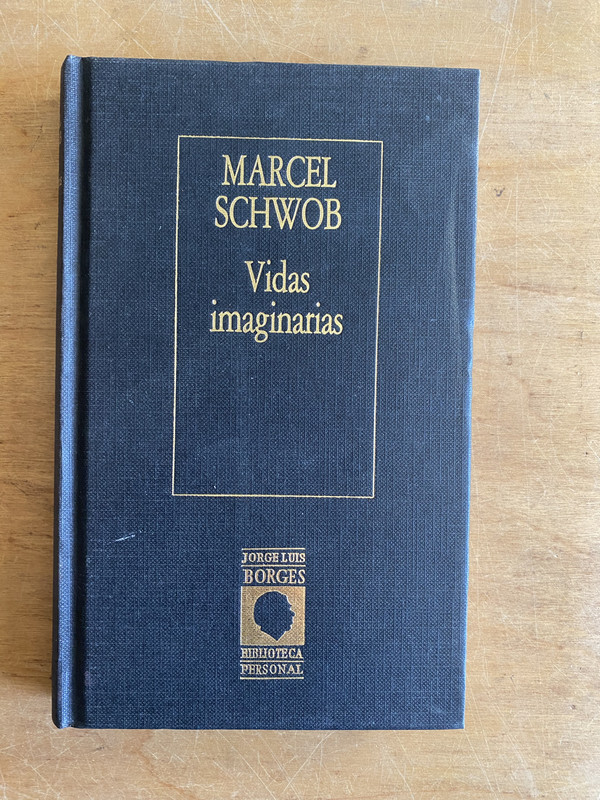 MARCEL
SCHWOB
Vidas
imaginarias
JORGE LUIS
BORGES
BIBLIOTECA
PERSONAL